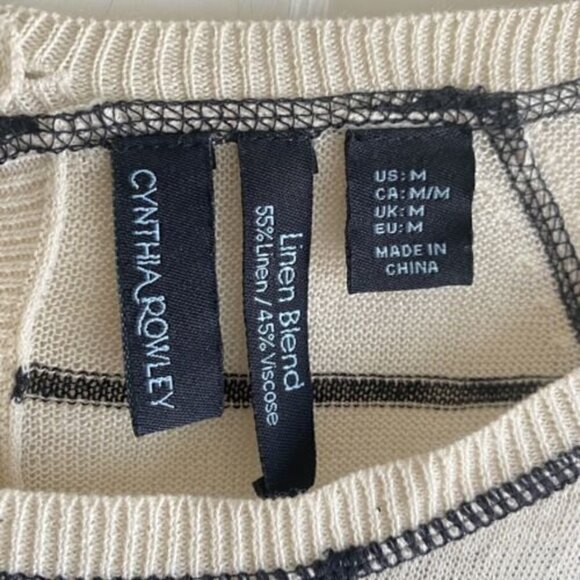 CYNTHIA ROWLEY
Linen Blend
55% Linen / 45% Viscose
US: M
CA: M/M
UK: M
EU: M
MADE IN
CHINA